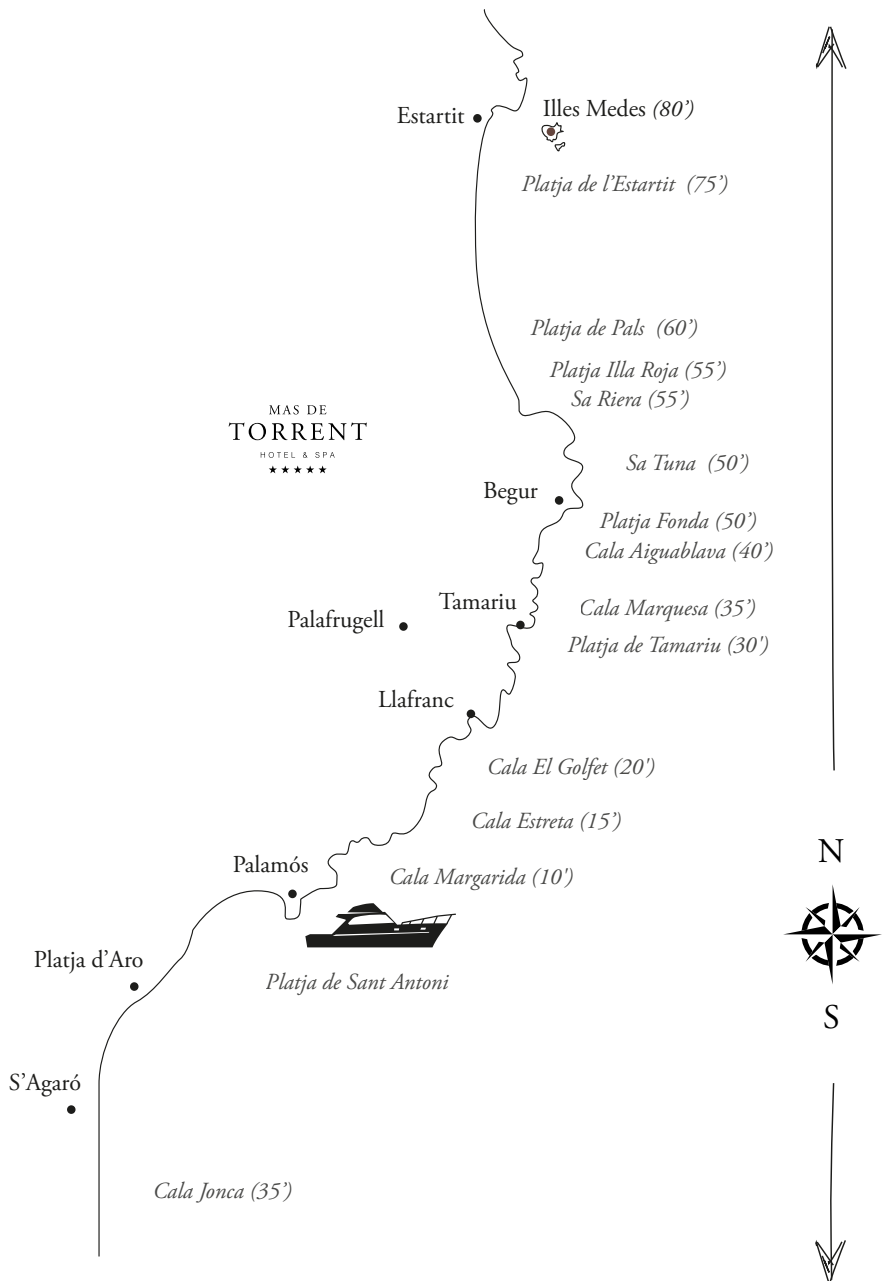 Estartit
Illes Medes (80’)
Platja de l’Estartit (75’)
Platja de Pals (60’)
Platja Illa Roja (55’)
Sa Riera (55’)
MAS DE
TORRENT
HOTEL & SPA
★★★★★
Sa Tuna (50’)
Begur
Platja Fonda (50’)
Cala Aiguablava (40’)
Tamariu
Cala Marquesa (35’)
Palafrugell
Platja de Tamariu (30')
Llafranc
Cala El Golfet (20')
Cala Estreta (15’)
N
Palamós
Cala Margarida (10')
Platja d’Aro
Platja de Sant Antoni
S
S’Agaró
Cala Jonca (35’)